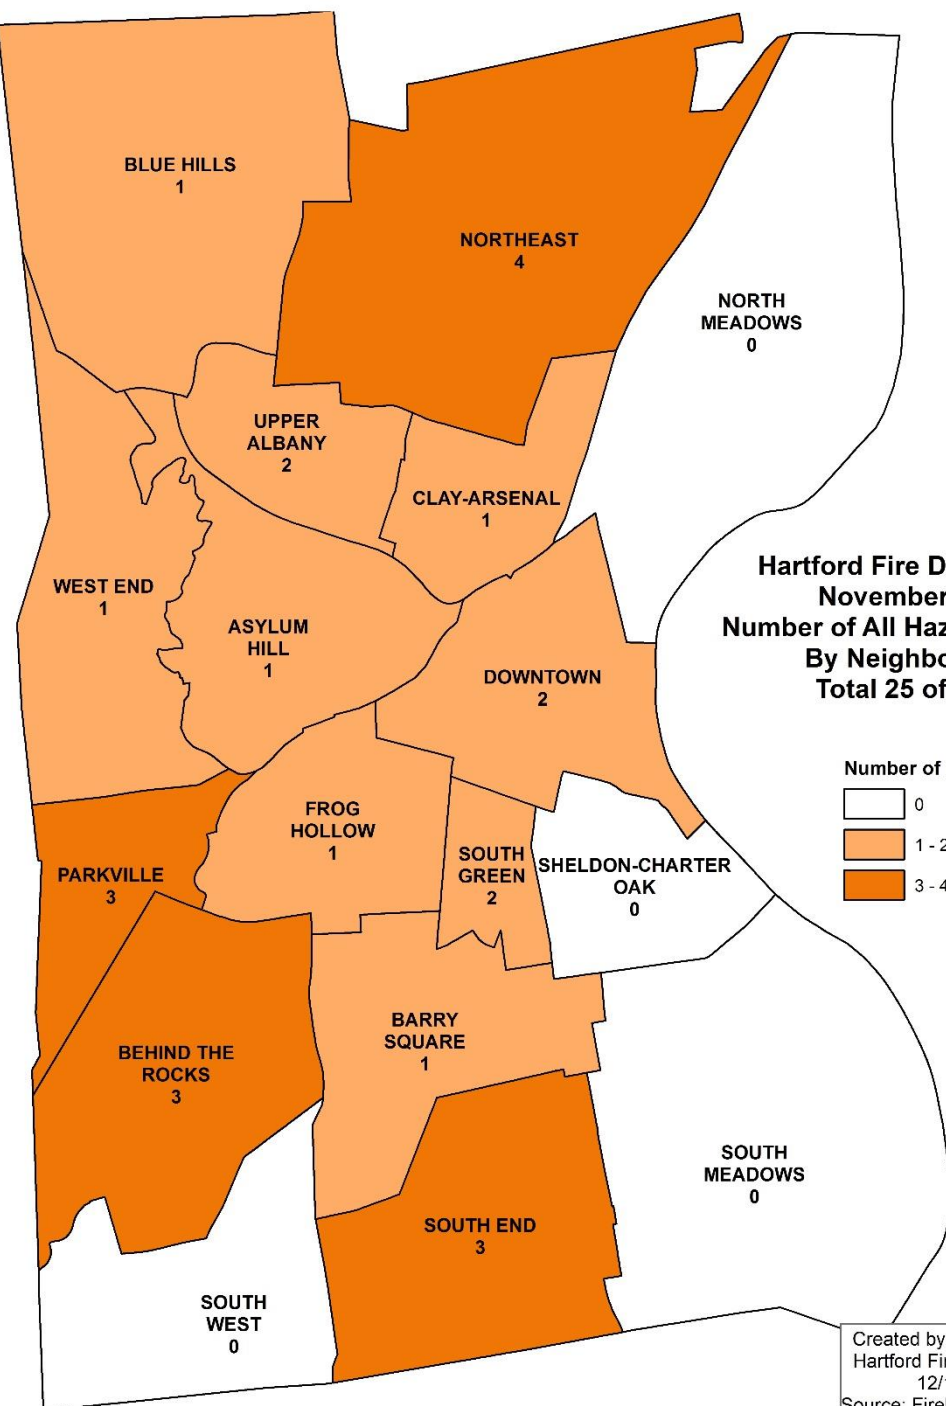 BLUE HILLS
1
NORTHEAST
4
NORTH
MEADOWS
0
UPPER
ALBANY
2
CLAY-ARSENAL
1
WEST END
1
ASYLUM
HILL
1
DOWNTOWN
2
Hartford Fire
November
Number of All
By
Total 25 of
Number of
0
1 - 2
3 - 4
FROG
HOLLOW
1
SOUTH
GREEN
2
SHELDON-CHARTER
OAK
0
PARKVILLE
3
BEHIND THE
ROCKS
3
BARRY
SQUARE
1
SOUTH
MEADOWS
0
SOUTH END
3
SOUTH
WEST
0
Created by
Hartford
12/
Source: